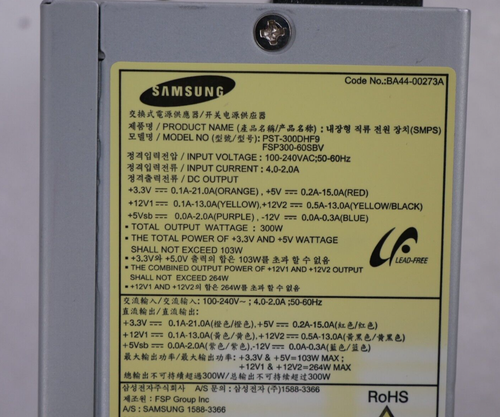 SAMSUNG
Code No.:BA44-00273A
交換式電源供應器/开关电源供应器
제품명 / PRODUCT NAME (產品名稱/产品名称) : 내장형 직류 전원 장치(SMPS)
모델명 / MODEL NO (型號/型号): PST-300DHF9
FSP300-60SBV
정격입력전압 / INPUT VOLTAGE : 100-240VAC;50-60Hz
정격입력전류 / INPUT CURRENT: 4.0-2.0A
정격출력전류 / DC OUTPUT
+3.3V ⎓ 0.1A-21.0A(ORANGE), +5V ⎓ 0.2A-15.0A(RED)
+12V1 ⎓ 0.1A-13.0A(YELLOW),+12V2 ⎓ 0.5A-13.0A(YELLOW/BLACK)
+5Vsb ⎓ 0.0A-2.0A(PURPLE), -12V ⎓ 0.0A-0.3A(BLUE)
• TOTAL OUTPUT WATTAGE : 300W
• THE TOTAL POWER OF +3.3V AND +5V WATTAGE
SHALL NOT EXCEED 103W
• +3.3V와 +5.0V 출력의 합은 103W를 초과 할수 없음
• THE COMBINED OUTPUT POWER OF +12V1 AND +12V2 OUTPUT
SHALL NOT EXCEED 264W
• +12V1 AND +12V2의 합은 264W를 초과 할 수 없음
LEAD-FREE
交流輸入/交流输入: 100-240V~ ; 4.0-2.0A ;50-60Hz
直流輸出/直流输出:
+3.3V ⎓ 0.1A-21.0A(橙色/橙色),+5V ⎓ 0.2A-15.0A(紅色/红色)
+12V1 ⎓ 0.1A-13.0A(黃色/黄色),+12V2 ⎓ 0.5A-13.0A(黃黑色/黄黑色)
+5Vsb ⎓ 0.0A-2.0A(紫色/紫色),-12V ⎓ 0.0A-0.3A(藍色/蓝色)
最大輸出功率/最大输出功率: +3.3V & +5V=103W MAX ;
+12V1 & +12V2=264W MAX ;
總輸出不可持續超過300W/总输出不可持续超过300W
삼성전자주식회사 A/S 문의 : 삼성전자(주)1588-3366
제조원 : FSP Group Inc
A/S : SAMSUNG 1588-3366
RoHS